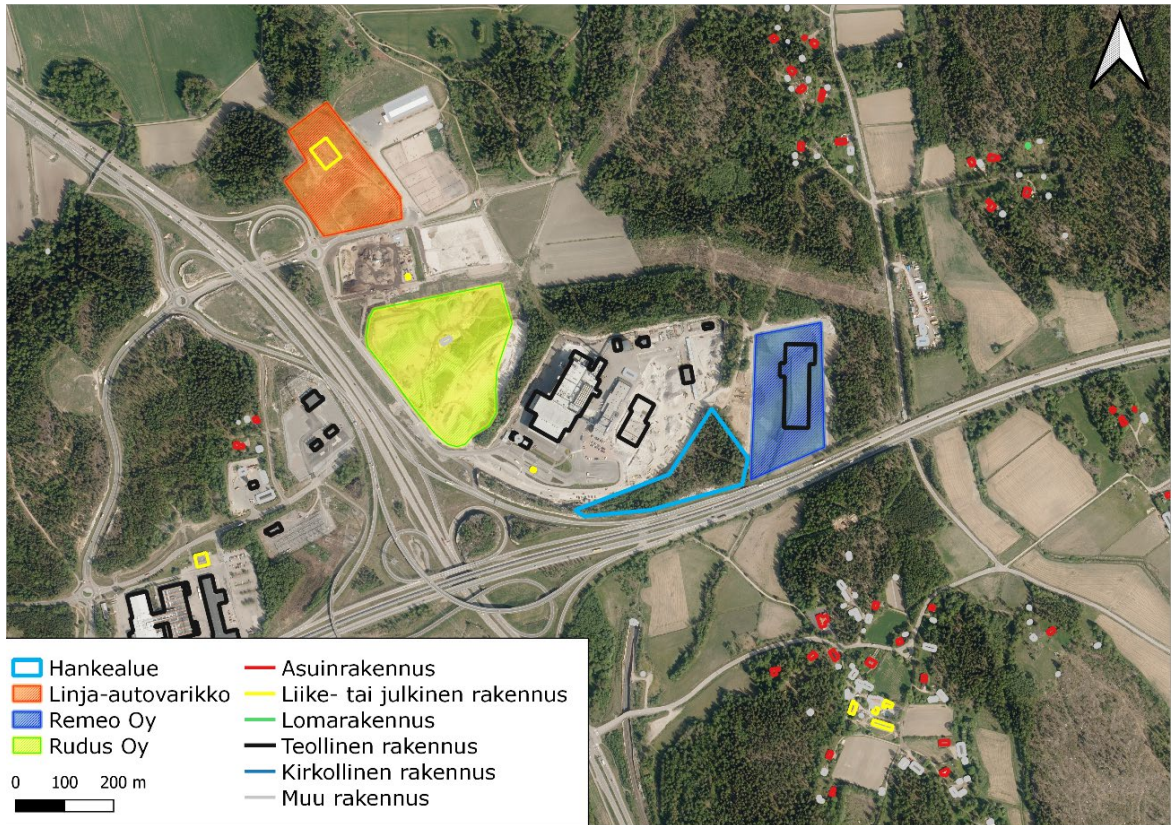 Hankealue
Linja-autovarikko
Remeo Oy
Rudus Oy
0 100 200 m
Asuinrakennus
Liike- tai julkinen rakennus
Lomarakennus
Teollinen rakennus
Kirkollinen rakennus
Muu rakennus